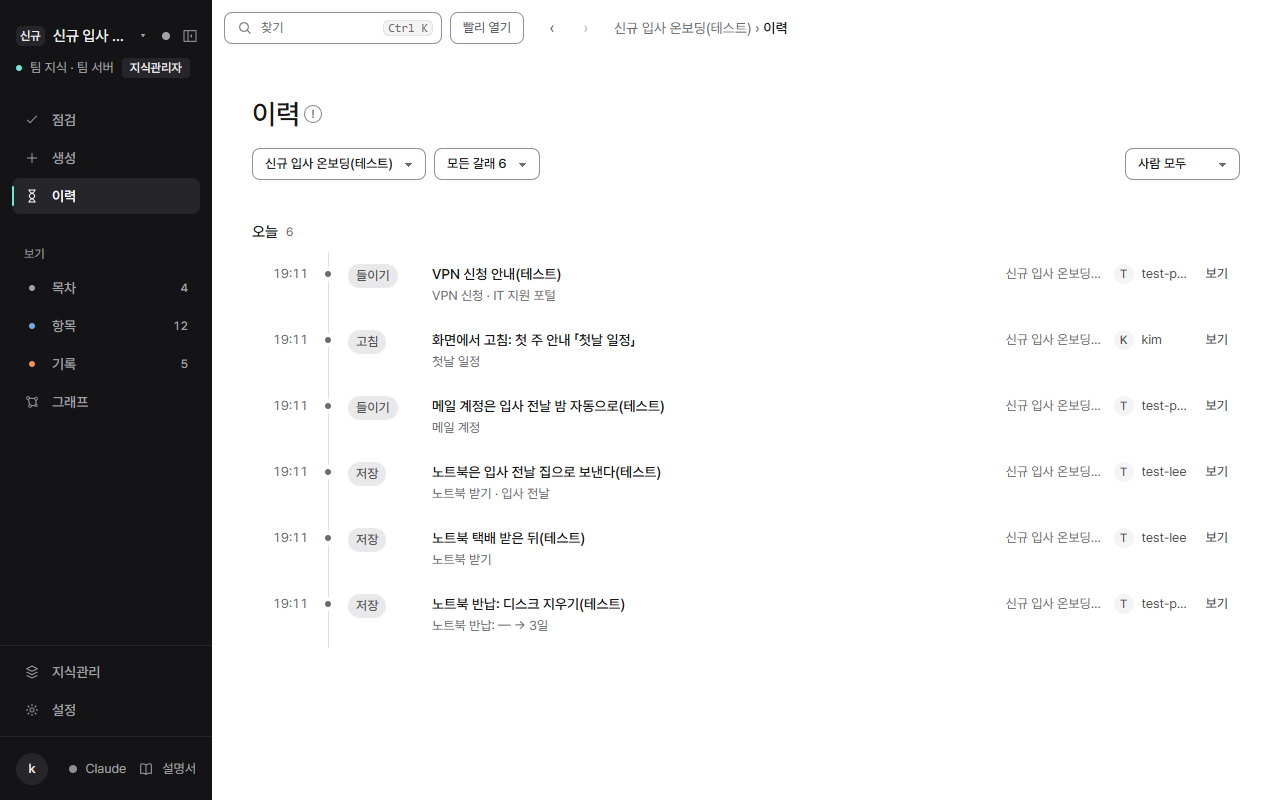 신규 신규 입사 ...
팀 지식 · 팀 서버 지식관리자
점검
생성
이력
보기
목차 4
항목 12
기록 5
그래프
지식관리
설정
k Claude 설명서
찾기 Ctrl K 빨리 열기 ‹ › 신규 입사 온보딩(테스트) › 이력
이력 !
신규 입사 온보딩(테스트) 모든 갈래 6 사람 모두
오늘 6
19:11 들이기 VPN 신청 안내(테스트) 신규 입사 온보딩... T test-p... 보기
VPN 신청 · IT 지원 포털
19:11 고침 화면에서 고침: 첫 주 안내 「첫날 일정」 신규 입사 온보딩... K kim 보기
첫날 일정
19:11 들이기 메일 계정은 입사 전날 밤 자동으로(테스트) 신규 입사 온보딩... T test-p... 보기
메일 계정
19:11 저장 노트북은 입사 전날 집으로 보낸다(테스트) 신규 입사 온보딩... T test-lee 보기
노트북 받기 · 입사 전날
19:11 저장 노트북 택배 받은 뒤(테스트) 신규 입사 온보딩... T test-lee 보기
노트북 받기
19:11 저장 노트북 반납: 디스크 지우기(테스트) 신규 입사 온보딩... T test-p... 보기
노트북 반납: — → 3일